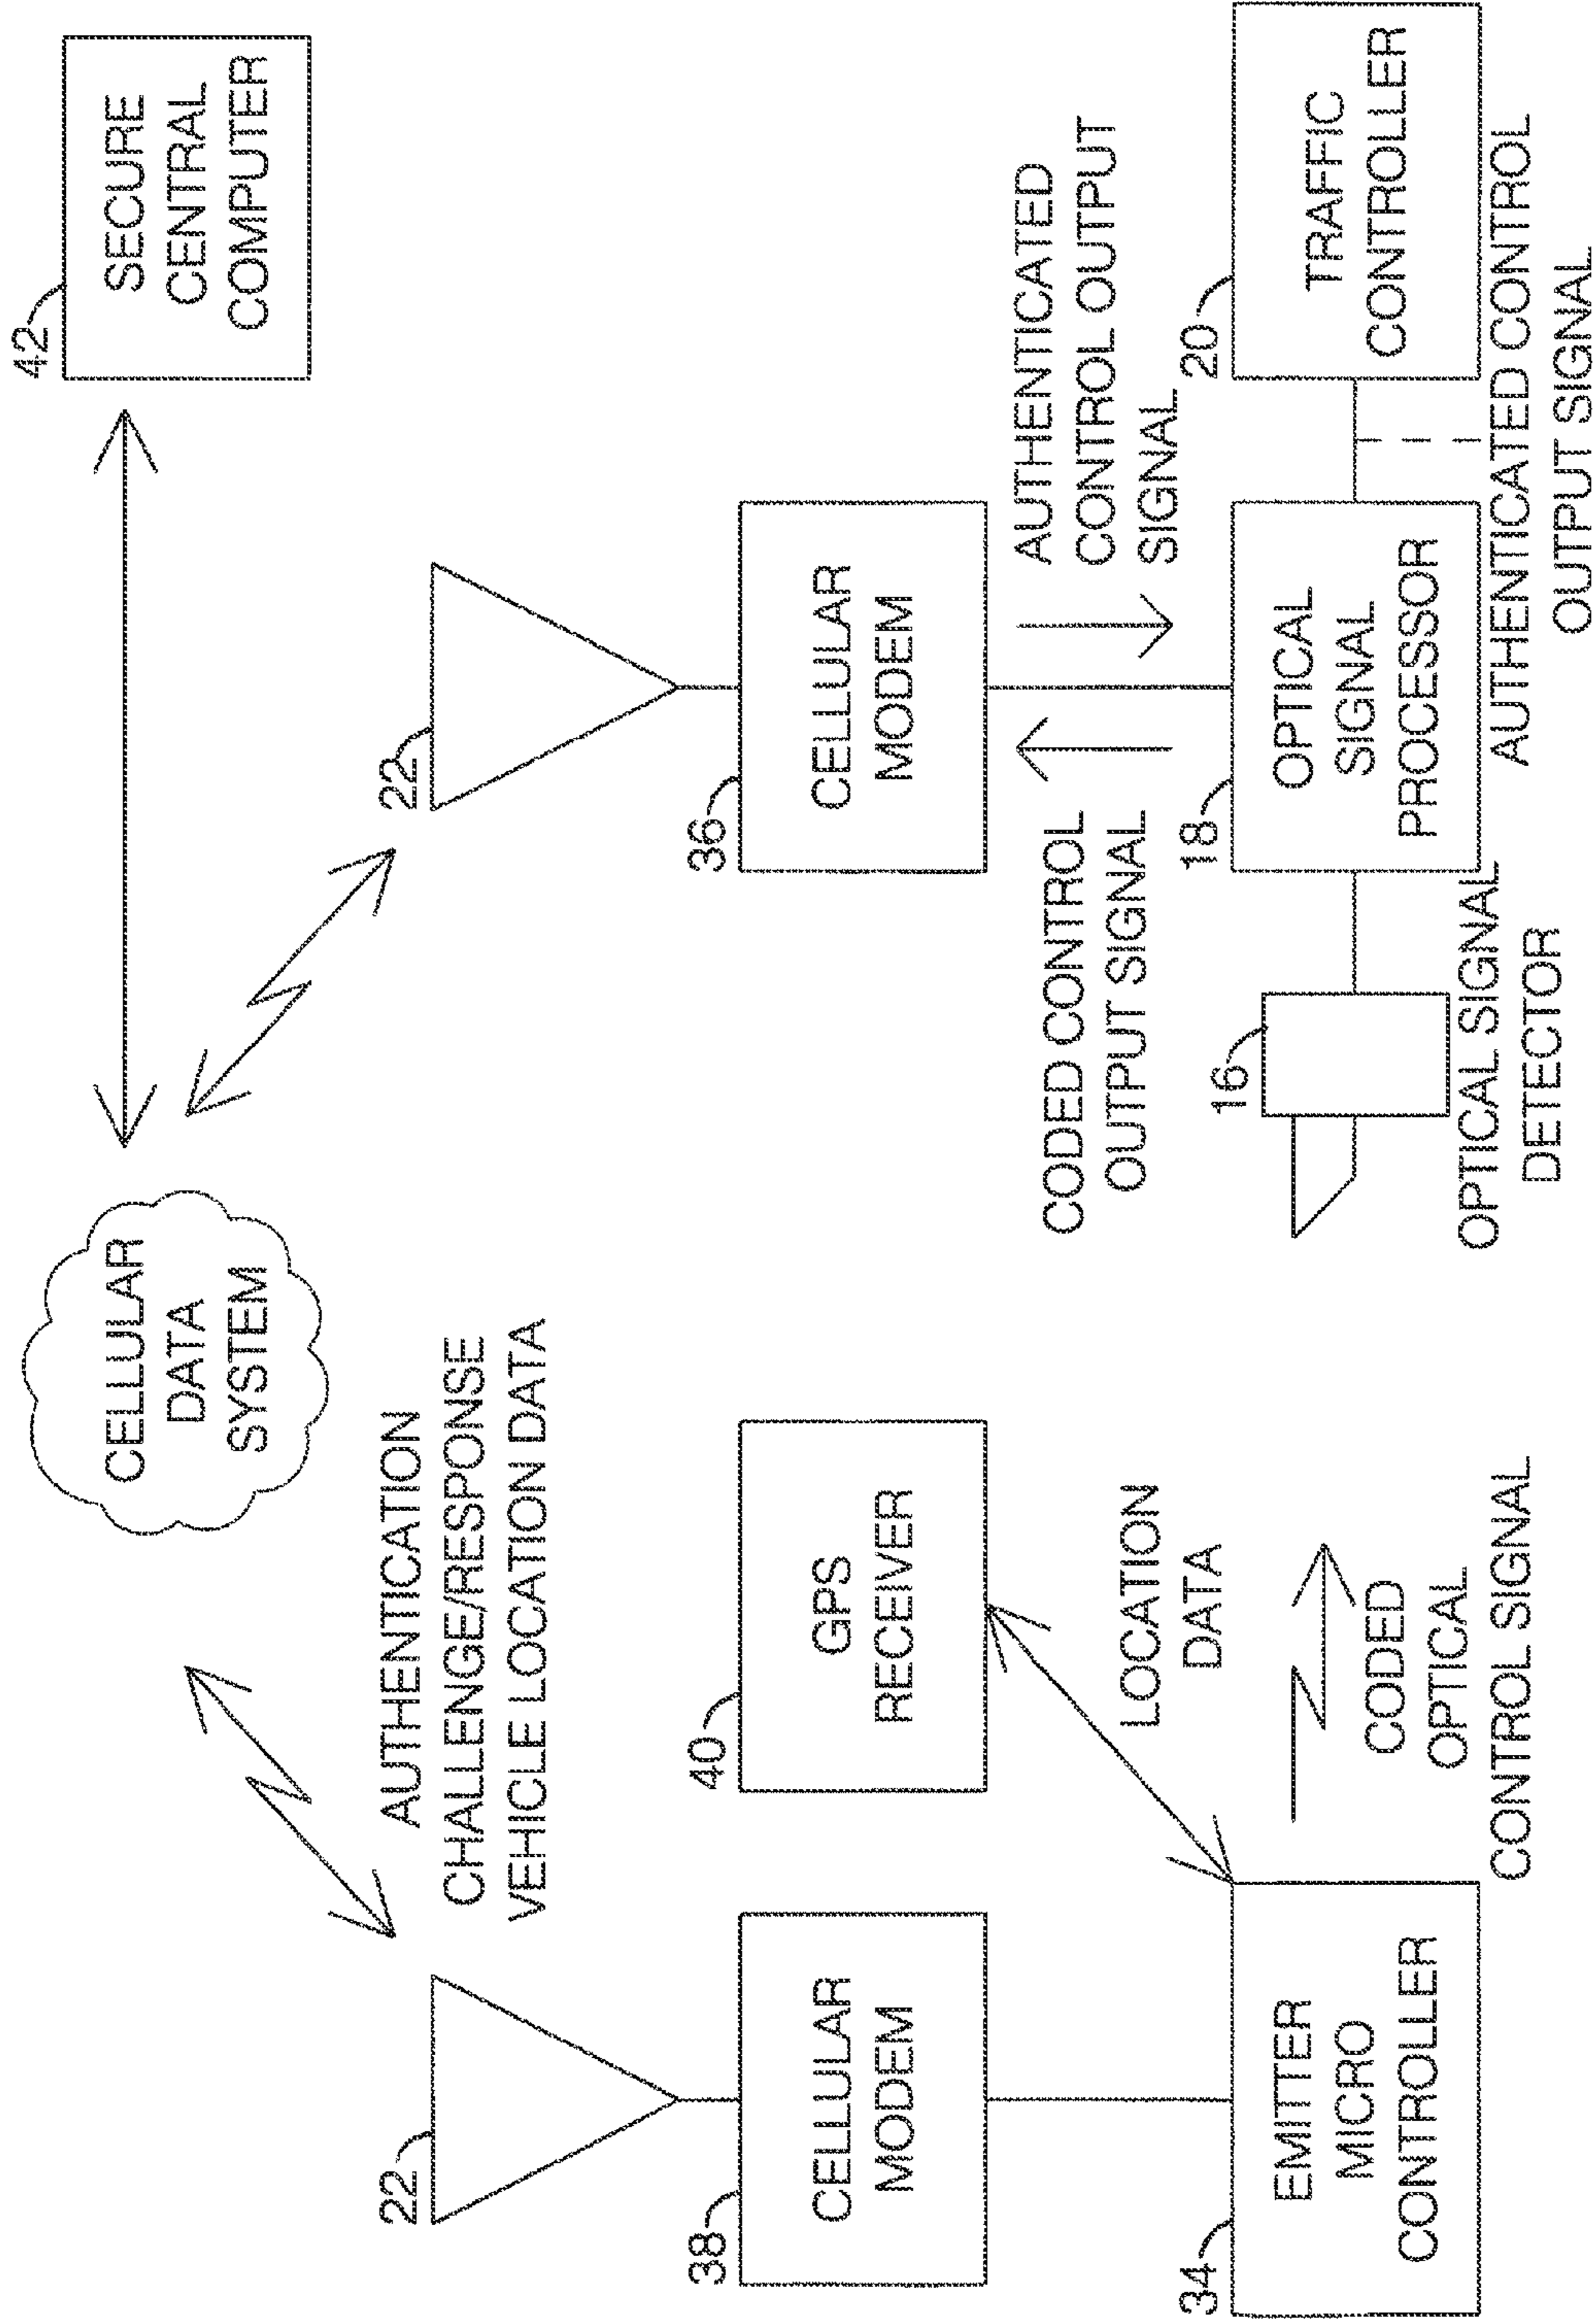 42
SECURE
CENTRAL
COMPUTER
CELLULAR
DATA
SYSTEM
AUTHENTICATION
CHALLENGE/RESPONSE
VEHICLE LOCATION DATA
22
22
38
CELLULAR
MODEM
40
GPS
RECEIVER
36
CELLULAR
MODEM
LOCATION
DATA
CODED CONTROL
OUTPUT SIGNAL
AUTHENTICATED
CONTROL OUTPUT
SIGNAL
34
EMITTER
MICRO
CONTROLLER
CODED
OPTICAL
CONTROL SIGNAL
16
OPTICAL SIGNAL
DETECTOR
18
OPTICAL
SIGNAL
PROCESSOR
20
TRAFFIC
CONTROLLER
AUTHENTICATED CONTROL
OUTPUT SIGNAL